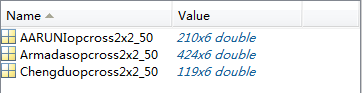 Name Value
AARUNIopcross2x2_50 210x6 double
Armadasopcross2x2_50 424x6 double
Chengduopcross2x2_50 119x6 double